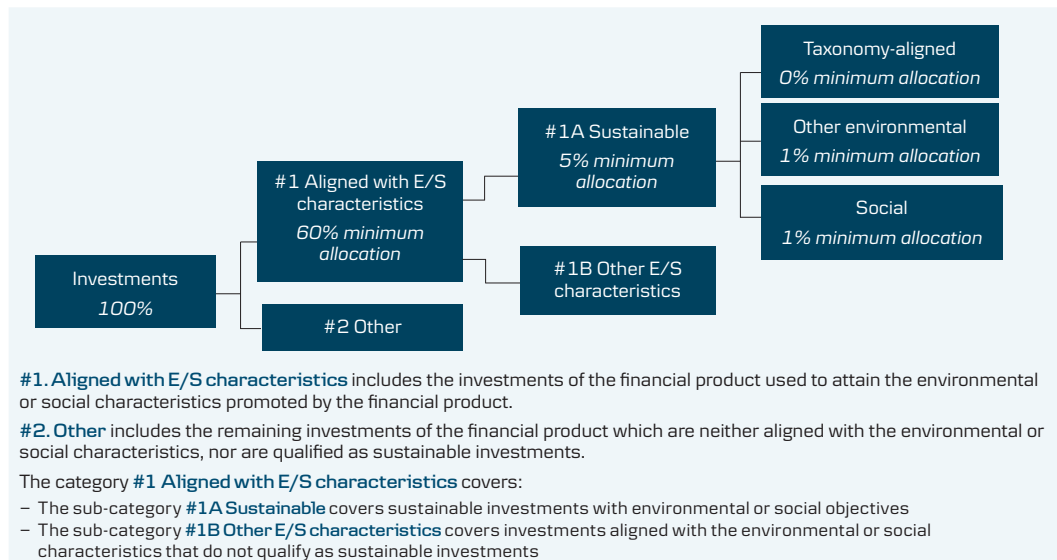 Taxonomy-aligned
0% minimum allocation
#1A Sustainable
5% minimum
allocation
Other environmental
1% minimum allocation
#1 Aligned with E/S
characteristics
60% minimum
allocation
Social
1% minimum allocation
Investments
100%
#1B Other E/S
characteristics
#2 Other
#1. Aligned with E/S characteristics includes the investments of the financial product used to attain the environmental
or social characteristics promoted by the financial product.
#2. Other includes the remaining investments of the financial product which are neither aligned with the environmental or
social characteristics, nor are qualified as sustainable investments.
The category #1 Aligned with E/S characteristics covers:
– The sub-category #1A Sustainable covers sustainable investments with environmental or social objectives
– The sub-category #1B Other E/S characteristics covers investments aligned with the environmental or social
characteristics that do not qualify as sustainable investments